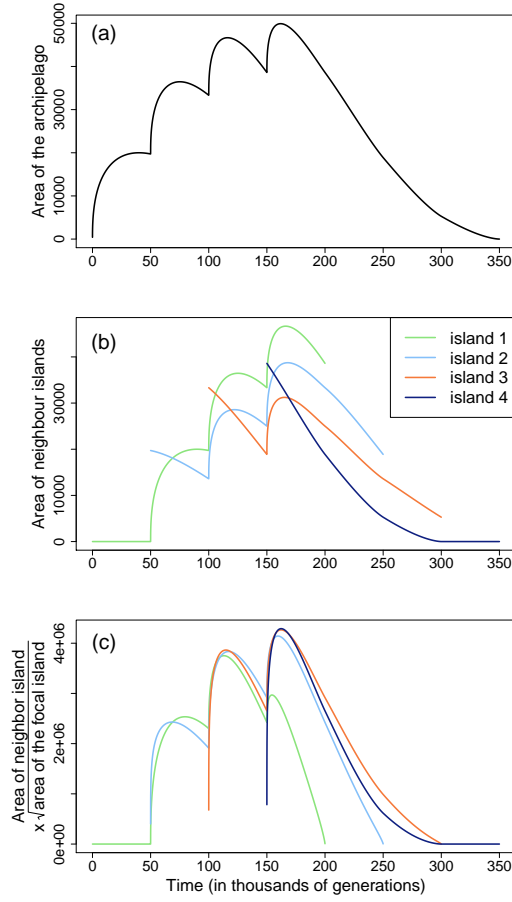 (a)
Area of the archipelago
0
10000
30000
50000
0 50 100 150 200 250 300 350
(b)
Area of neighbour islands
0
10000
30000
island 1
island 2
island 3
island 4
0 50 100 150 200 250 300 350
(c)
Area of neighbor island
x √area of the focal island
0e+00
2e+06
4e+06
0 50 100 150 200 250 300 350
Time (in thousands of generations)